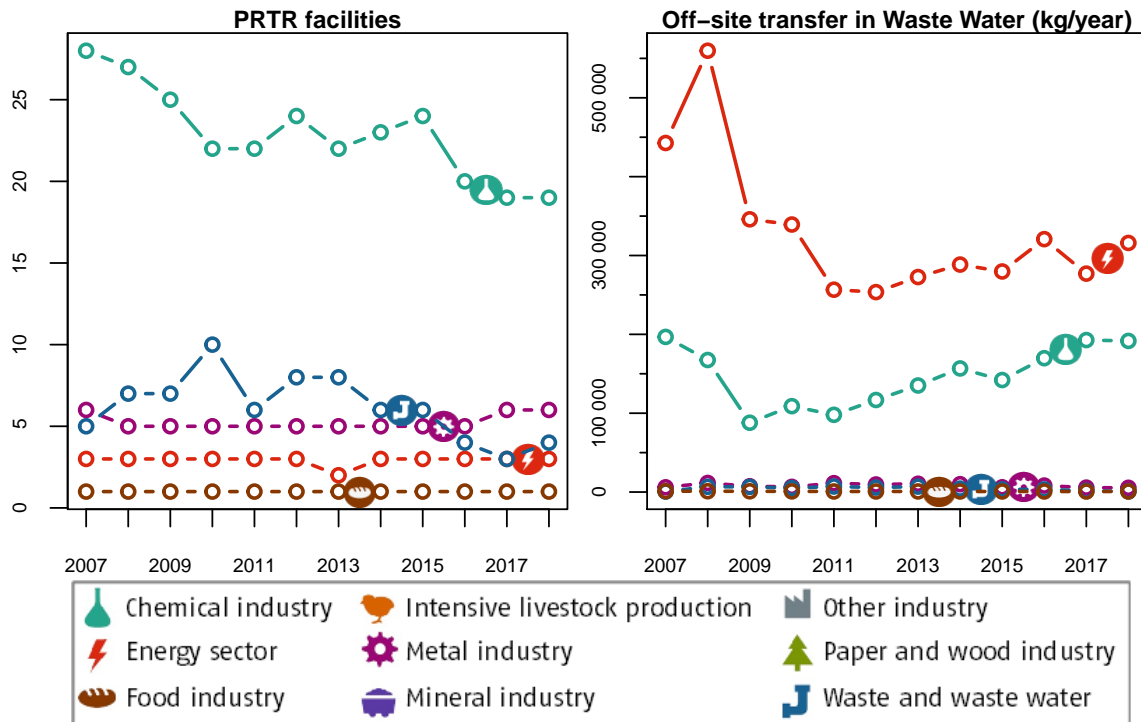 PRTR facilities
0
5
10
15
20
25
2007 2009 2011 2013 2015 2017
Off−site transfer in Waste Water (kg/year)
0
100 000
300 000
500 000
2007 2009 2011 2013 2015 2017
Chemical industry Intensive livestock production Other industry
Energy sector Metal industry Paper and wood industry
Food industry Mineral industry Waste and waste water